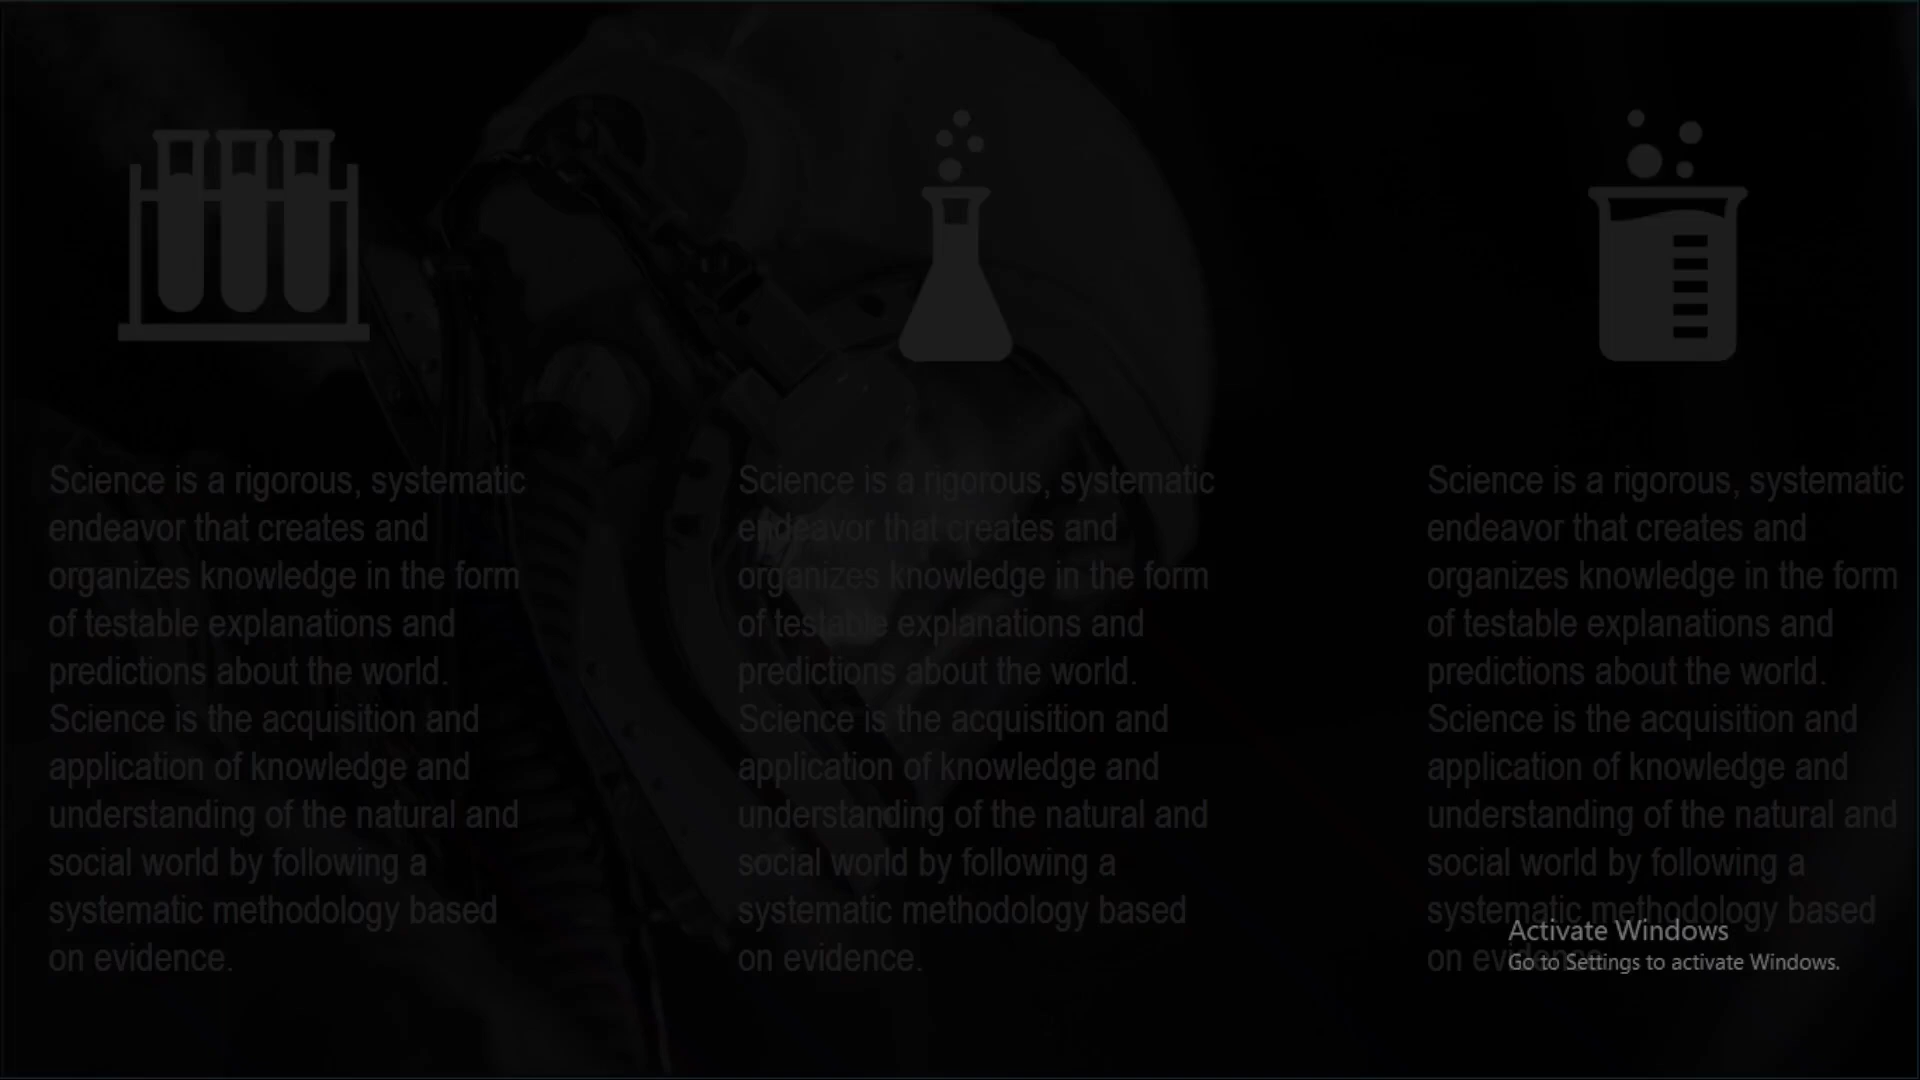 Science is a rigorous, systematic
endeavor that creates and
organizes knowledge in the form
of testable explanations and
predictions about the world.
Science is the acquisition and
application of knowledge and
understanding of the natural and
social world by following a
systematic methodology based
on evidence.
Science is a rigorous, systematic
endeavor that creates and
organizes knowledge in the form
of testable explanations and
predictions about the world.
Science is the acquisition and
application of knowledge and
understanding of the natural and
social world by following a
systematic methodology based
on evidence.
Science is a rigorous, systematic
endeavor that creates and
organizes knowledge in the form
of testable explanations and
predictions about the world.
Science is the acquisition and
application of knowledge and
understanding of the natural and
social world by following a
systematic methodology based
on evidence.
Activate Windows
Go to Settings to activate Windows.